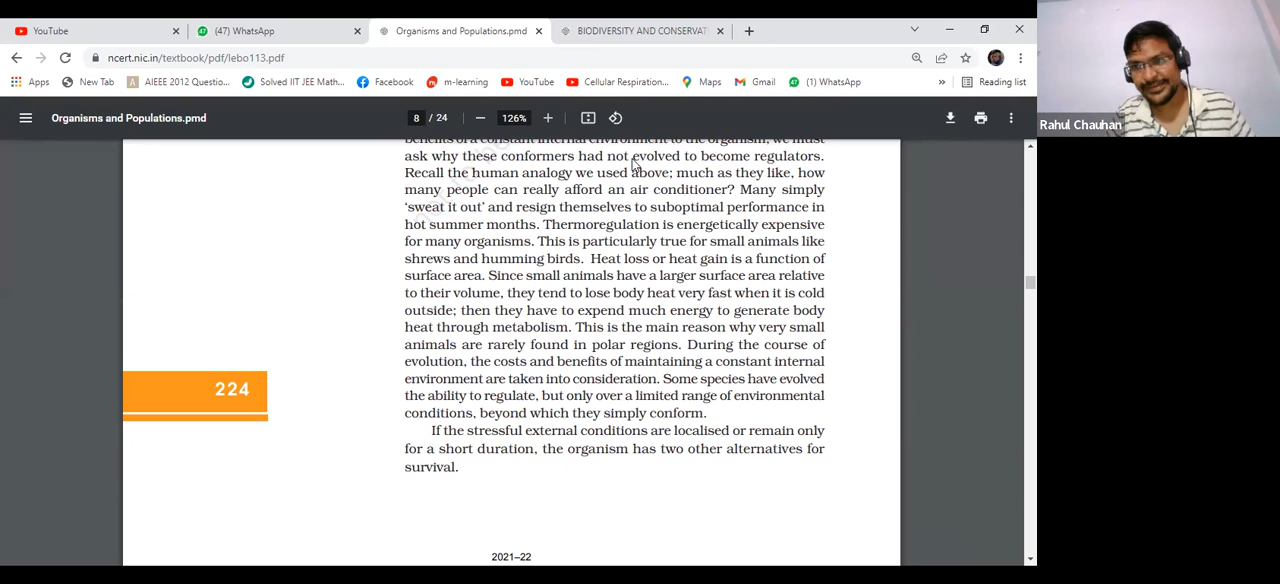 YouTube
(47) WhatsApp
Organisms and Populations.pmd
BIODIVERSITY AND CONSERVAT
ncert.nic.in/textbook/pdf/lebo113.pdf
Apps
New Tab
AIEEE 2012 Questio...
Solved IIT JEE Math...
Facebook
m-learning
YouTube
Cellular Respiration,...
Maps
Gmail
(1) WhatsApp
»
Reading list
Organisms and Populations.pmd
8 / 24
126%
Rahul Chauhan
benefits of a constant internal environment to the organism, we must
ask why these conformers had not evolved to become regulators.
Recall the human analogy we used above; much as they like, how
many people can really afford an air conditioner? Many simply
‘sweat it out’ and resign themselves to suboptimal performance in
hot summer months. Thermoregulation is energetically expensive
for many organisms. This is particularly true for small animals like
shrews and humming birds. Heat loss or heat gain is a function of
surface area. Since small animals have a larger surface area relative
to their volume, they tend to lose body heat very fast when it is cold
outside; then they have to expend much energy to generate body
heat through metabolism. This is the main reason why very small
animals are rarely found in polar regions. During the course of
evolution, the costs and benefits of maintaining a constant internal
environment are taken into consideration. Some species have evolved
the ability to regulate, but only over a limited range of environmental
conditions, beyond which they simply conform.
If the stressful external conditions are localised or remain only
for a short duration, the organism has two other alternatives for
survival.
224
2021–22